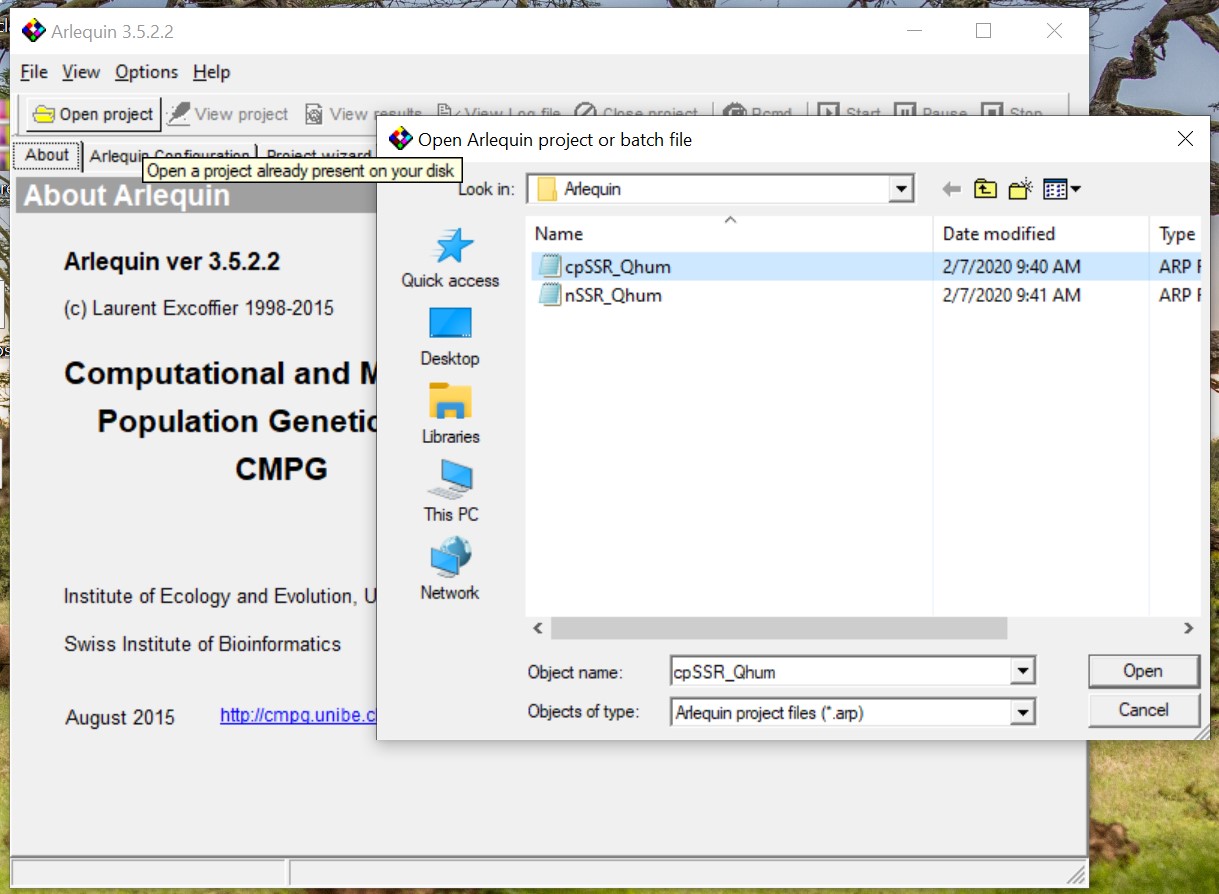 Arlequin 3.5.2.2
File View Options Help
Open project View project View results View Log file Close project Rcmd Start Pause Stop
Open Arlequin project or batch file
About Arlequin Configuration Project wizard
Open a project already present on your disk
About Arlequin
Look in: Arlequin
Name Date modified Type
Arlequin ver 3.5.2.2
cpSSR_Qhum 2/7/2020 9:40 AM ARP
nSSR_Qhum 2/7/2020 9:41 AM ARP
(c) Laurent Excoffier 1998-2015
Quick access
Desktop
Libraries
This PC
Network
Computational and M
Population Genetic
CMPG
Institute of Ecology and Evolution, U
Swiss Institute of Bioinformatics
August 2015 http://cmpg.unibe.c
Object name: cpSSR_Qhum Open
Objects of type: Arlequin project files (*.arp) Cancel